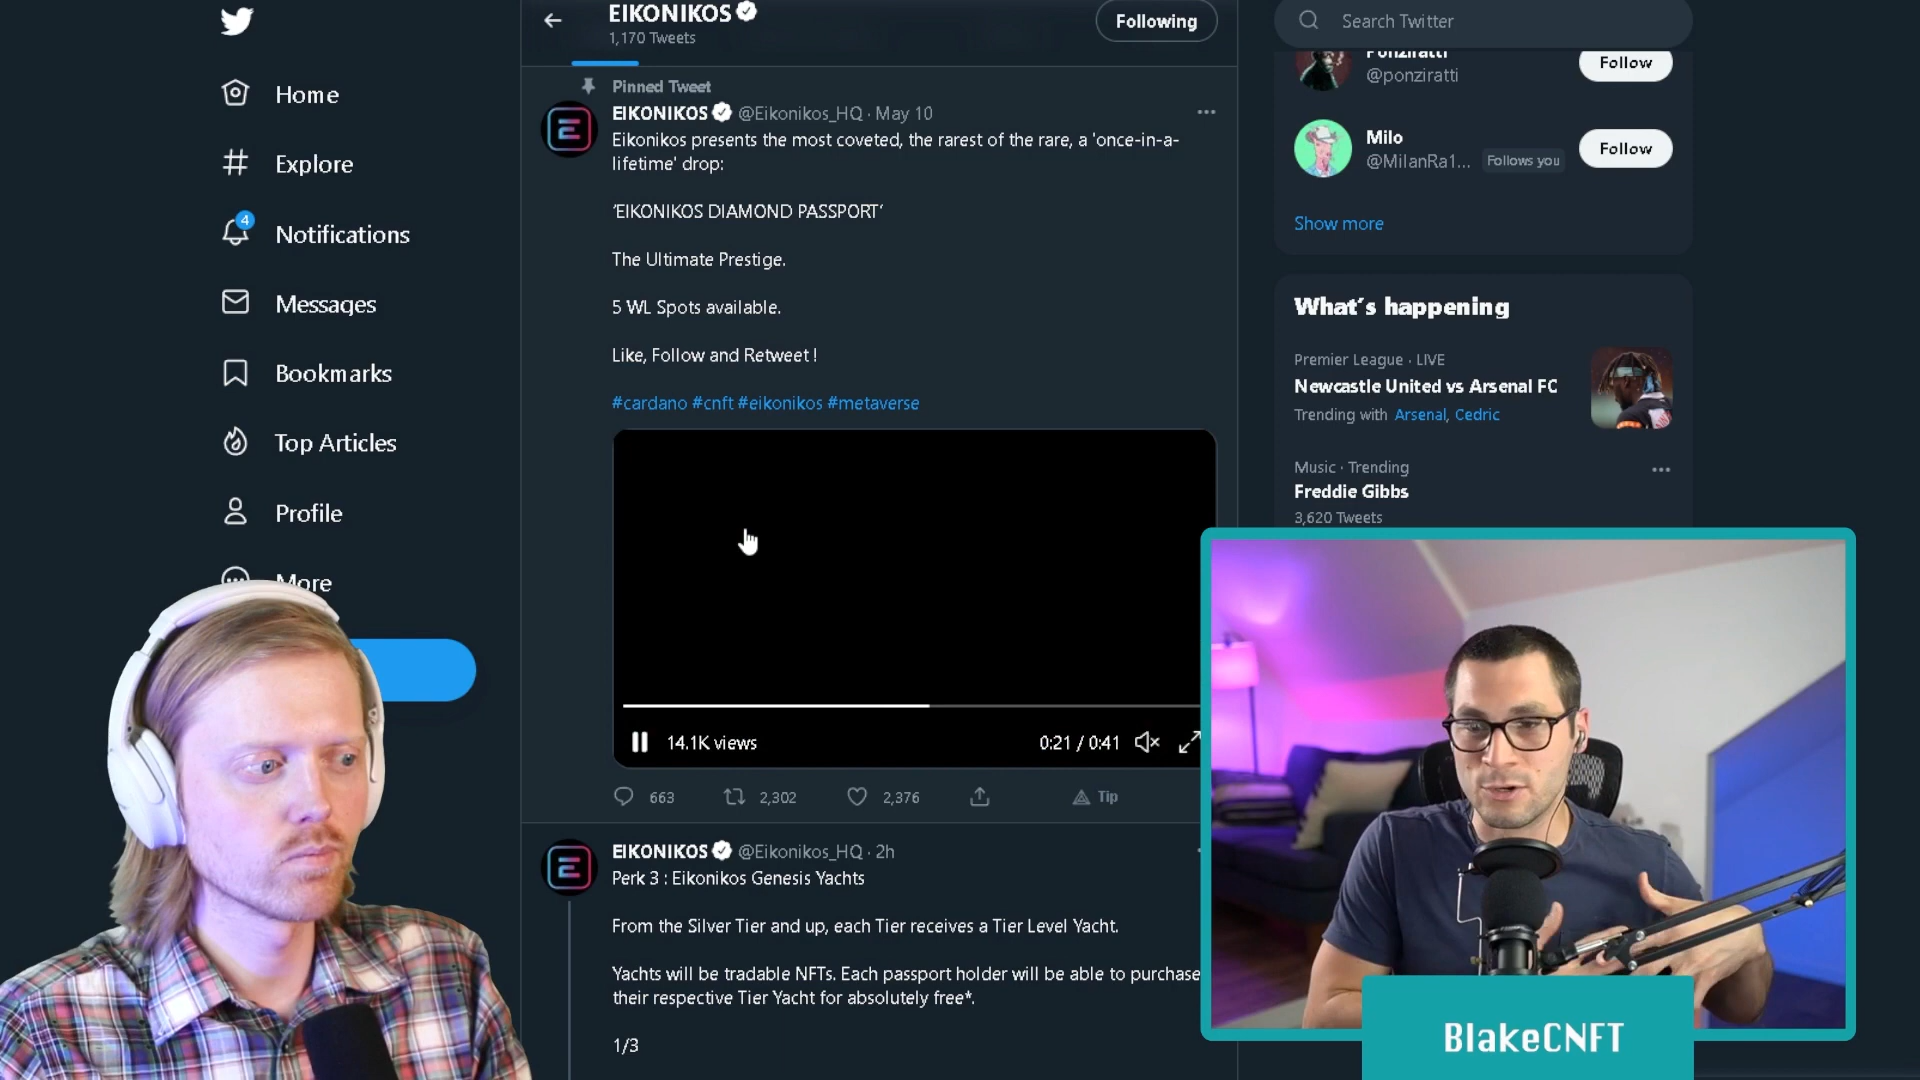 Home
Explore
4
Notifications
Messages
Bookmarks
Top Articles
Profile
More
EIKONIKOS
1,170 Tweets
Following
Pinned Tweet
EIKONIKOS @Eikonikos_HQ · May 10
Eikonikos presents the most coveted, the rarest of the rare, a 'once-in-a-
lifetime' drop:
'EIKONIKOS DIAMOND PASSPORT'
The Ultimate Prestige.
5 WL Spots available.
Like, Follow and Retweet !
#cardano #cnft #eikonikos #metaverse
14.1K views
0:21 / 0:41
663
2,302
2,376
Tip
EIKONIKOS @Eikonikos_HQ · 2h
Perk 3 : Eikonikos Genesis Yachts
From the Silver Tier and up, each Tier receives a Tier Level Yacht.
Yachts will be tradable NFTs. Each passport holder will be able to purchase
their respective Tier Yacht for absolutely free*.
1/3
Search Twitter
Ponziratti
@ponziratti
Follow
Milo
@MilanRa1... Follows you
Follow
Show more
What's happening
Premier League · LIVE
Newcastle United vs Arsenal FC
Trending with Arsenal, Cedric
Music · Trending
Freddie Gibbs
3,620 Tweets
BlakeCNFT